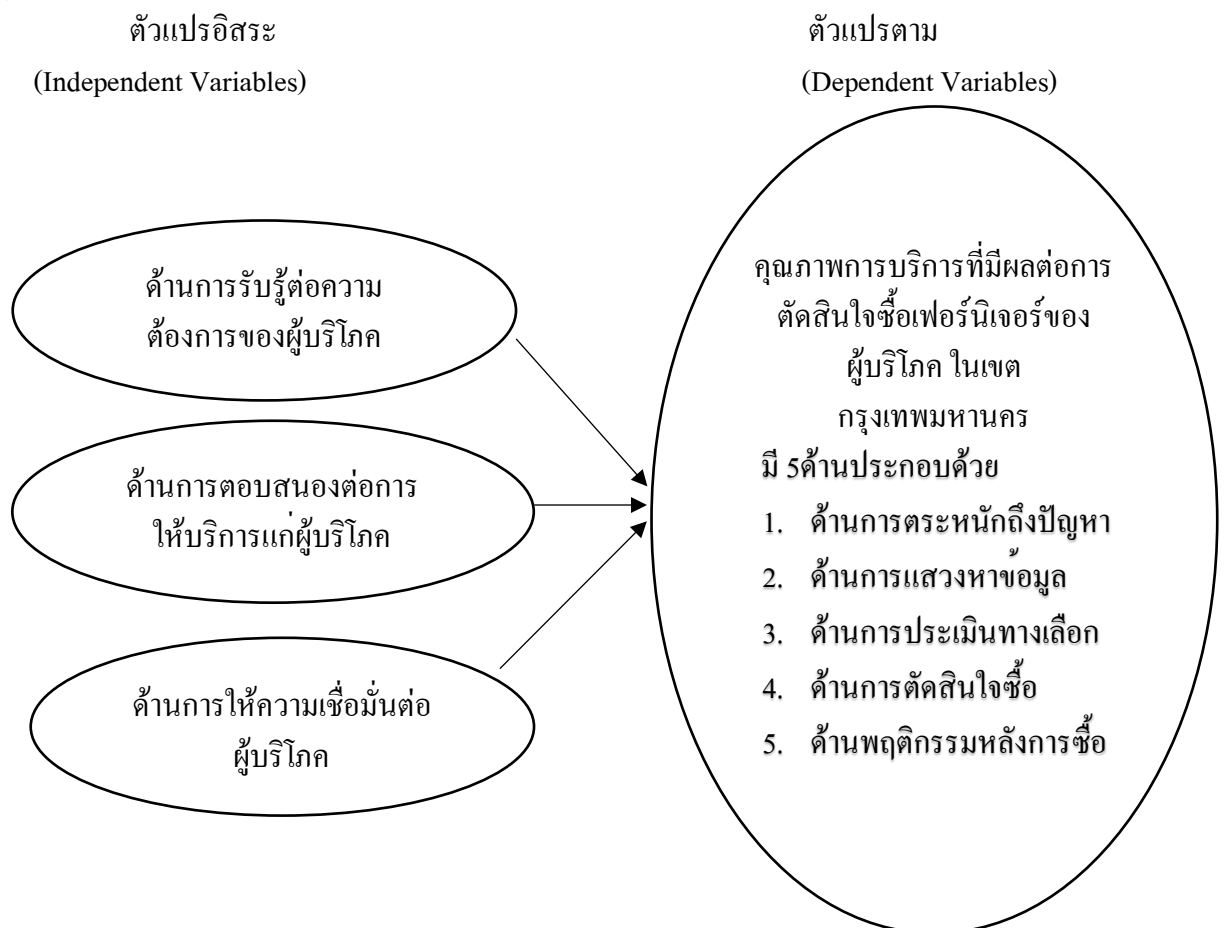 ตัวแปรอิสระ
(Independent Variables)
ด้านการรับรู้ต่อความ
ต้องการของผู้บริโภค
ด้านการตอบสนองต่อการ
ให้บริการแก่ผู้บริโภค
ด้านการให้ความเชื่อมั่นต่อ
ผู้บริโภค
ตัวแปรตาม
(Dependent Variables)
คุณภาพการบริการที่มีผลต่อการ
ตัดสินใจซื้อเฟอร์นิเจอร์ของ
ผู้บริโภค ในเขต
กรุงเทพมหานคร
มี 5ด้านประกอบด้วย
1. ด้านการตระหนักถึงปัญหา
2. ด้านการแสวงหาข้อมูล
3. ด้านการประเมินทางเลือก
4. ด้านการตัดสินใจซื้อ
5. ด้านพฤติกรรมหลังการซื้อ